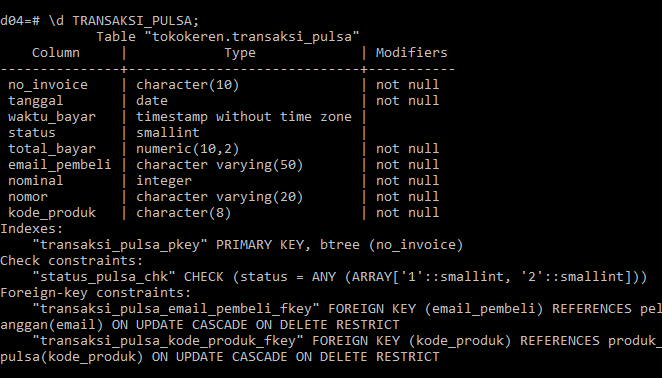 d04=# \d TRANSAKSI_PULSA;
            Table "tokokeren.transaksi_pulsa"
    Column     |            Type             | Modifiers
---------------+-----------------------------+-----------
 no_invoice    | character(10)               | not null
 tanggal       | date                        | not null
 waktu_bayar   | timestamp without time zone |
 status        | smallint                    |
 total_bayar   | numeric(10,2)               | not null
 email_pembeli | character varying(50)       | not null
 nominal       | integer                     | not null
 nomor         | character varying(20)       | not null
 kode_produk   | character(8)                | not null
Indexes:
    "transaksi_pulsa_pkey" PRIMARY KEY, btree (no_invoice)
Check constraints:
    "status_pulsa_chk" CHECK (status = ANY (ARRAY['1'::smallint, '2'::smallint]))
Foreign-key constraints:
    "transaksi_pulsa_email_pembeli_fkey" FOREIGN KEY (email_pembeli) REFERENCES pel
anggan(email) ON UPDATE CASCADE ON DELETE RESTRICT
    "transaksi_pulsa_kode_produk_fkey" FOREIGN KEY (kode_produk) REFERENCES produk_
pulsa(kode_produk) ON UPDATE CASCADE ON DELETE RESTRICT